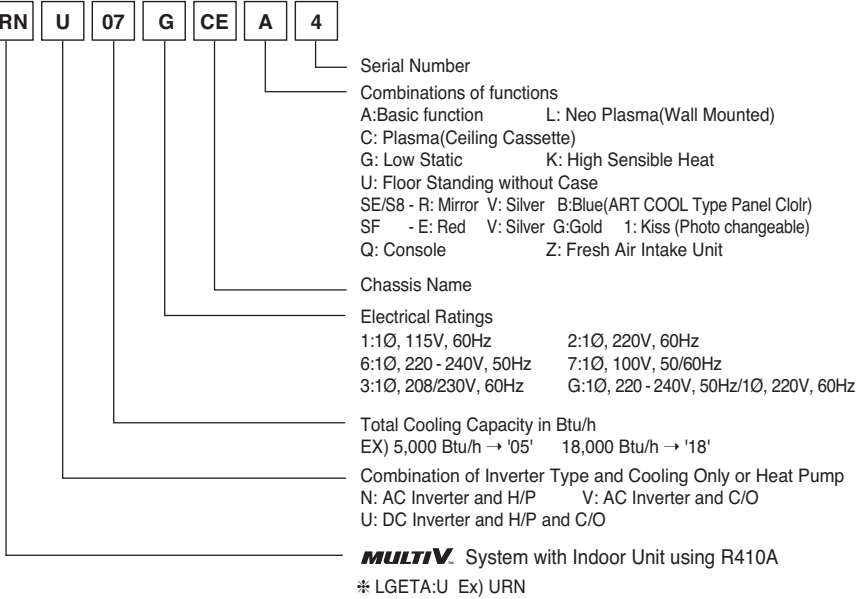 RN U 07 G CE A 4
Serial Number
Combinations of functions
A:Basic function L: Neo Plasma(Wall Mounted)
C: Plasma(Ceiling Cassette)
G: Low Static K: High Sensible Heat
U: Floor Standing without Case
SE/S8 - R: Mirror V: Silver B:Blue(ART COOL Type Panel Clolr)
SF - E: Red V: Silver G:Gold 1: Kiss (Photo changeable)
Q: Console Z: Fresh Air Intake Unit
Chassis Name
Electrical Ratings
1:1Ø, 115V, 60Hz 2:1Ø, 220V, 60Hz
6:1Ø, 220 - 240V, 50Hz 7:1Ø, 100V, 50/60Hz
3:1Ø, 208/230V, 60Hz G:1Ø, 220 - 240V, 50Hz/1Ø, 220V, 60Hz
Total Cooling Capacity in Btu/h
EX) 5,000 Btu/h → '05' 18,000 Btu/h → '18'
Combination of Inverter Type and Cooling Only or Heat Pump
N: AC Inverter and H/P V: AC Inverter and C/O
U: DC Inverter and H/P and C/O
MULTI V. System with Indoor Unit using R410A
❈ LGETA:U Ex) URN